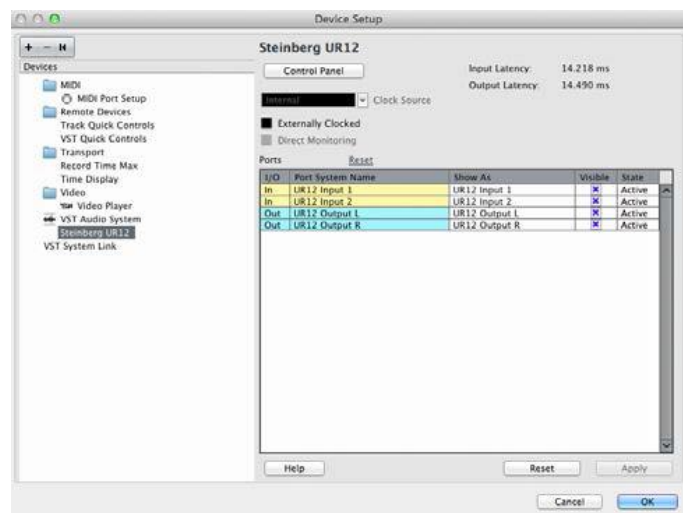 Device Setup
+ - H
Devices
MIDI
MIDI Port Setup
Remote Devices
Track Quick Controls
VST Quick Controls
Transport
Record Time Max
Time Display
Video
Video Player
VST Audio System
Steinberg UR12
VST System Link
Steinberg UR12
Control Panel
Input Latency: 14.218 ms
Output Latency: 14.490 ms
Internal Clock Source
Externally Clocked
Direct Monitoring
Ports Reset
I/O Port System Name Show As Visible State
In UR12 Input 1 UR12 Input 1 Active
In UR12 Input 2 UR12 Input 2 Active
Out UR12 Output L UR12 Output L Active
Out UR12 Output R UR12 Output R Active
Help Reset Apply
Cancel OK